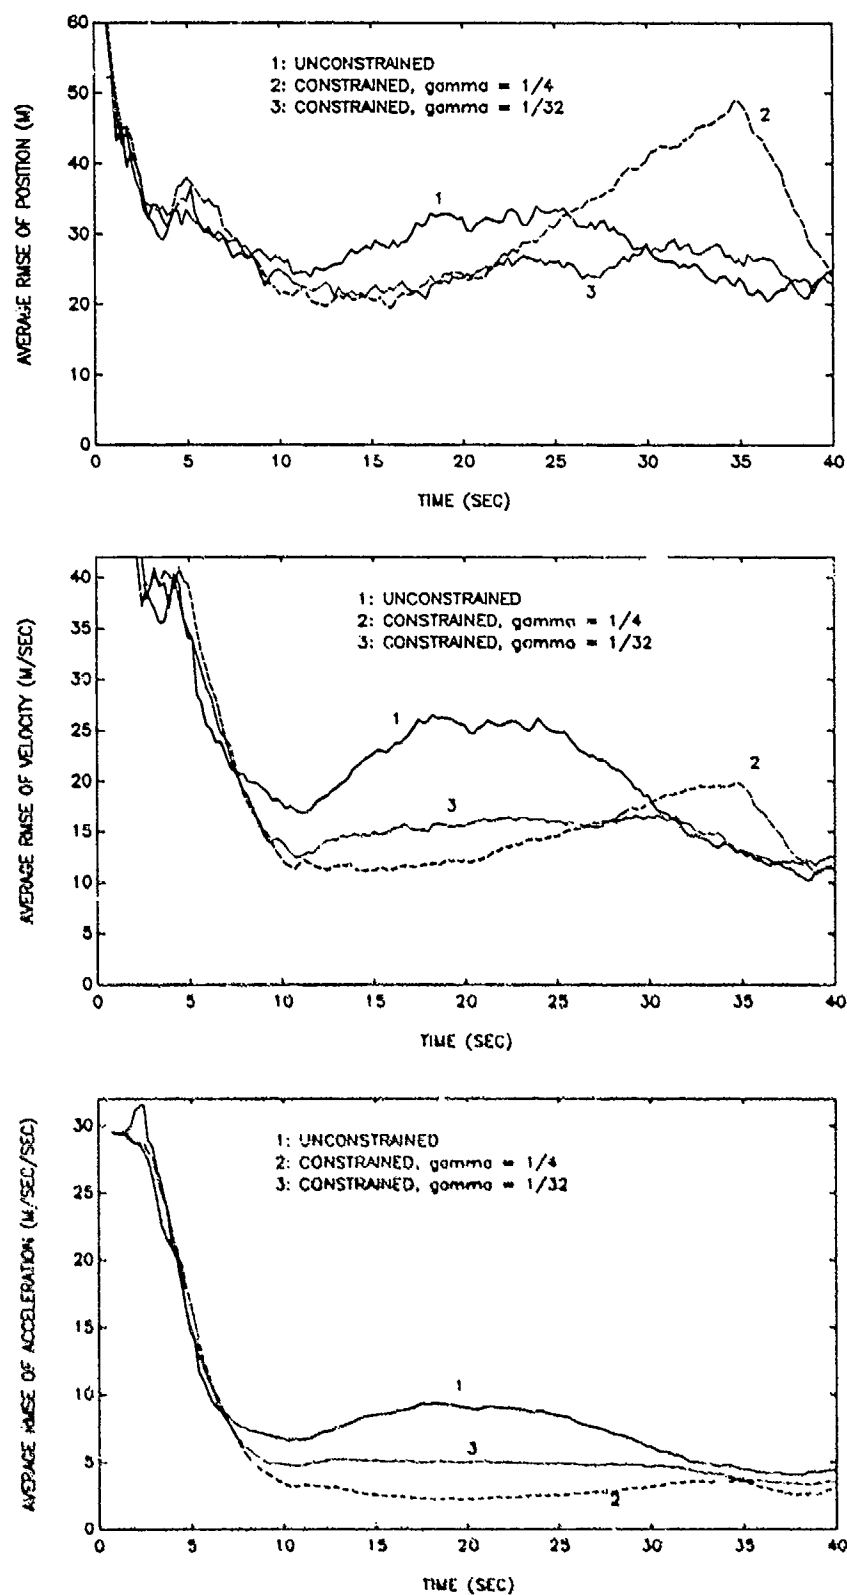 60
50
40
30
20
10
0
AVERAGE RMSE OF POSITION (M)
1: UNCONSTRAINED
2: CONSTRAINED, gamma = 1/4
3: CONSTRAINED, gamma = 1/32
1
2
3
0 5 10 15 20 25 30 35 40
TIME (SEC)
40
35
30
25
20
15
10
5
0
AVERAGE RMSE OF VELOCITY (M/SEC)
1: UNCONSTRAINED
2: CONSTRAINED, gamma = 1/4
3: CONSTRAINED, gamma = 1/32
1
2
3
0 5 10 15 20 25 30 35 40
TIME (SEC)
30
25
20
15
10
5
0
AVERAGE RMSE OF ACCELERATION (M/SEC/SEC)
1: UNCONSTRAINED
2: CONSTRAINED, gamma = 1/4
3: CONSTRAINED, gamma = 1/32
1
3
2
0 5 10 15 20 25 30 35 40
TIME (SEC)